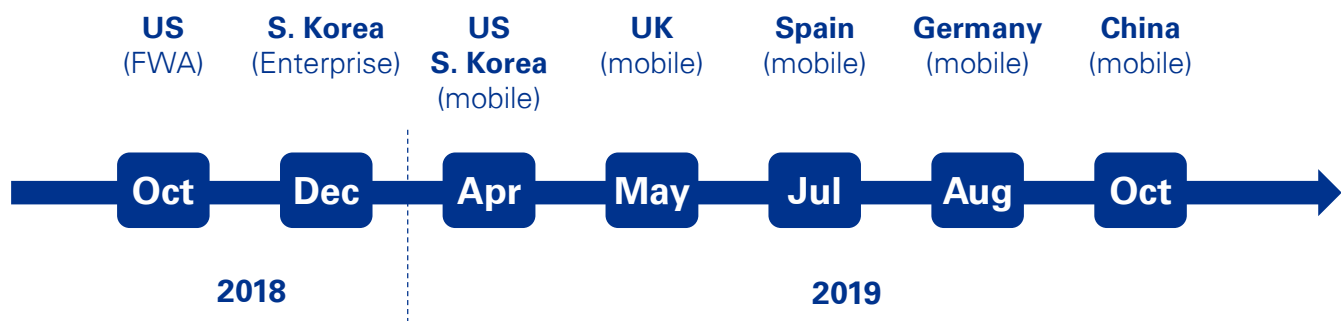 US
(FWA)
S. Korea
(Enterprise)
US
S. Korea
(mobile)
UK
(mobile)
Spain
(mobile)
Germany
(mobile)
China
(mobile)
Oct
Dec
Apr
May
Jul
Aug
Oct
2018
2019